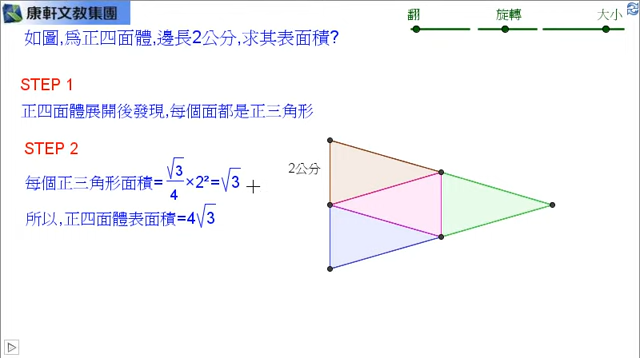 康軒文教集團
翻 旋轉 大小
如圖,為正四面體,邊長2公分,求其表面積?
STEP 1
正四面體展開後發現,每個面都是正三角形
STEP 2
2公分
每個正三角形面積=√3/4×2²=√3
所以,正四面體表面積=4√3